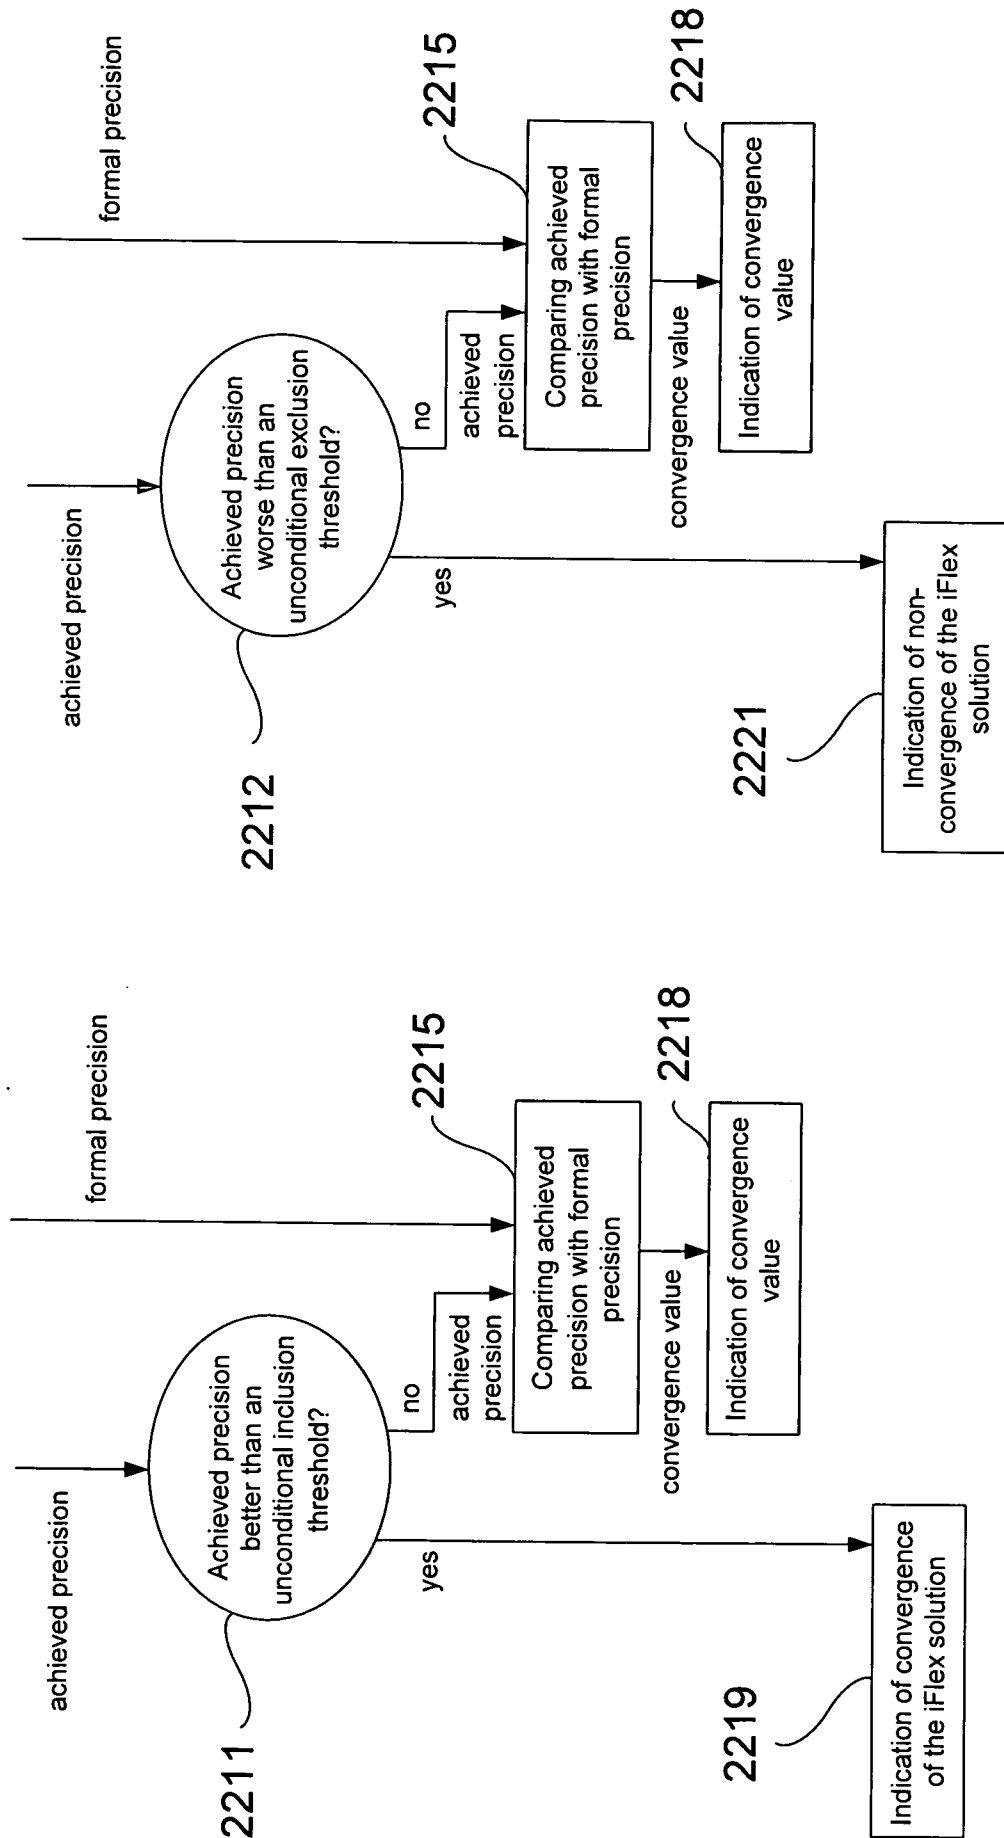 achieved precision
formal precision
2211
Achieved precision
better than an
unconditional inclusion
threshold?
no
achieved
precision
yes
2215
Comparing achieved
precision with formal
precision
convergence value
2218
Indication of convergence
value
2219
Indication of convergence
of the iFlex solution
achieved precision
formal precision
2212
Achieved precision
worse than an
unconditional exclusion
threshold?
no
achieved
precision
yes
2215
Comparing achieved
precision with formal
precision
convergence value
2218
Indication of convergence
value
2221
Indication of non-
convergence of the iFlex
solution